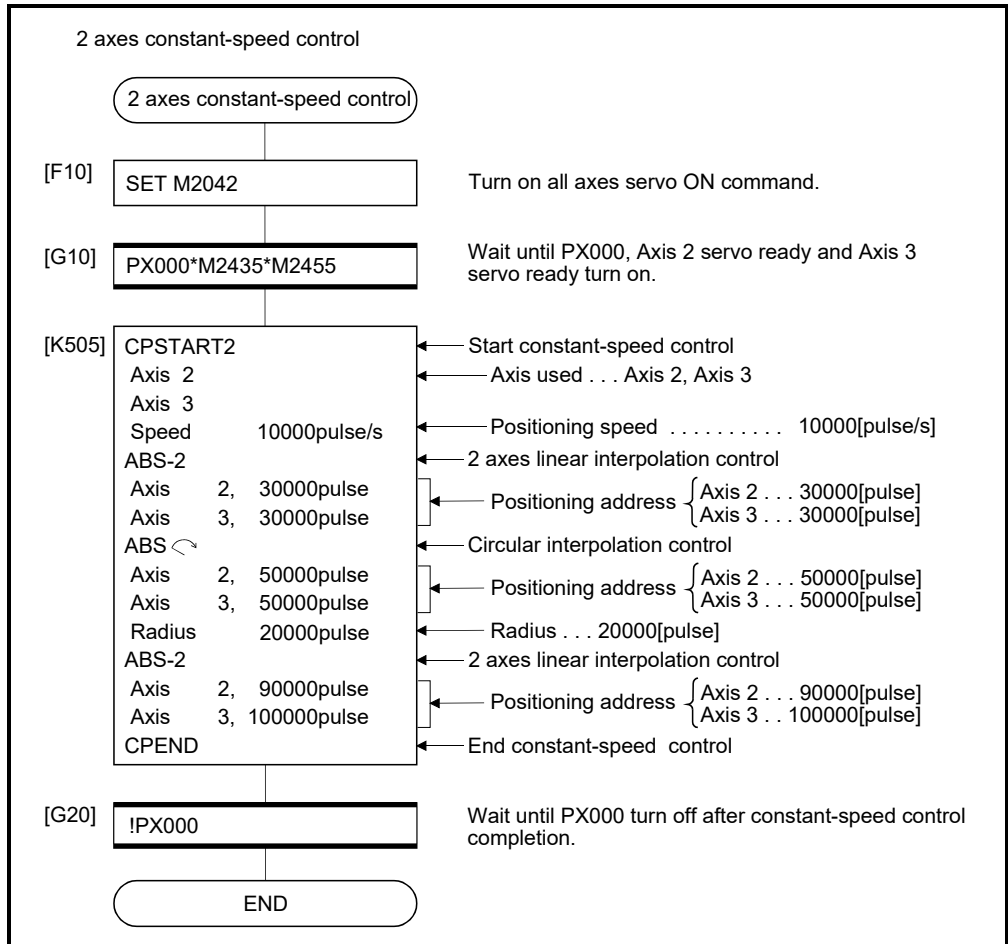 2 axes constant-speed control
2 axes constant-speed control
[F10] SET M2042 Turn on all axes servo ON command.
[G10] PX000*M2435*M2455 Wait until PX000, Axis 2 servo ready and Axis 3
servo ready turn on.
[K505] CPSTART2 Start constant-speed control
Axis 2 Axis used . . . Axis 2, Axis 3
Axis 3
Speed 10000pulse/s Positioning speed . . . . . . . . . . 10000[pulse/s]
ABS-2 2 axes linear interpolation control
Axis 2, 30000pulse Positioning address Axis 2 . . . 30000[pulse]
Axis 3, 30000pulse Axis 3 . . . 30000[pulse]
ABS Circular interpolation control
Axis 2, 50000pulse Positioning address Axis 2 . . . 50000[pulse]
Axis 3, 50000pulse Axis 3 . . . 50000[pulse]
Radius 20000pulse Radius . . . 20000[pulse]
ABS-2 2 axes linear interpolation control
Axis 2, 90000pulse Positioning address Axis 2 . . . 90000[pulse]
Axis 3, 100000pulse Axis 3 . . 100000[pulse]
CPEND End constant-speed control
[G20] !PX000 Wait until PX000 turn off after constant-speed control
completion.
END